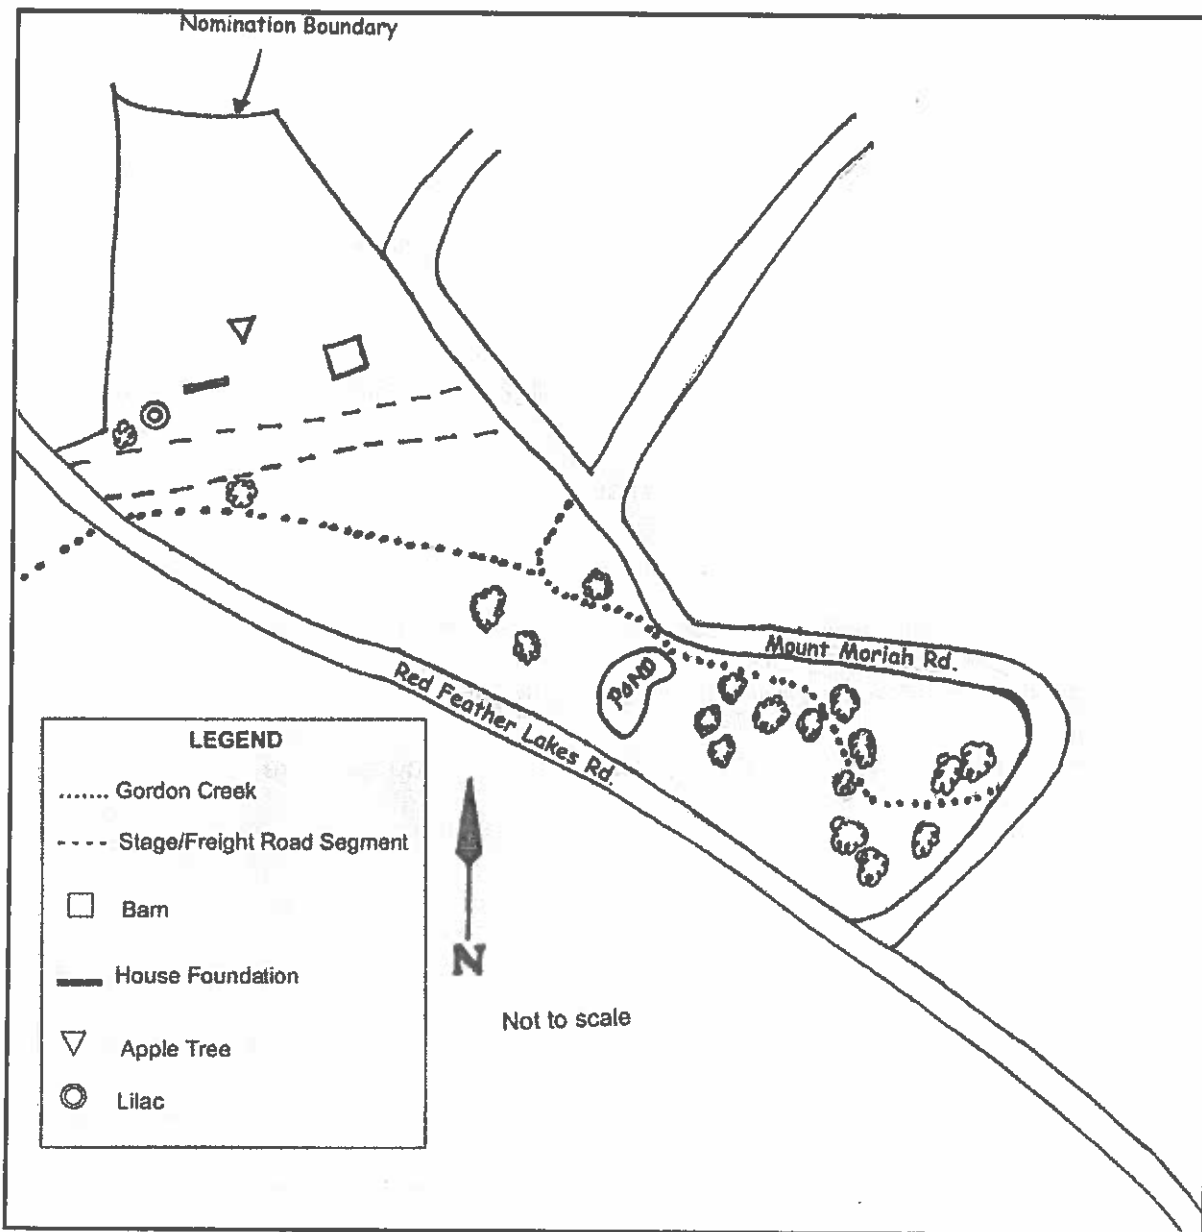 Nomination Boundary
Mount Moriah Rd.
POND
Red Feather Lakes Rd.
LEGEND
Gordon Creek
Stage/Freight Road Segment
Barn
House Foundation
Apple Tree
Lilac
N
Not to scale